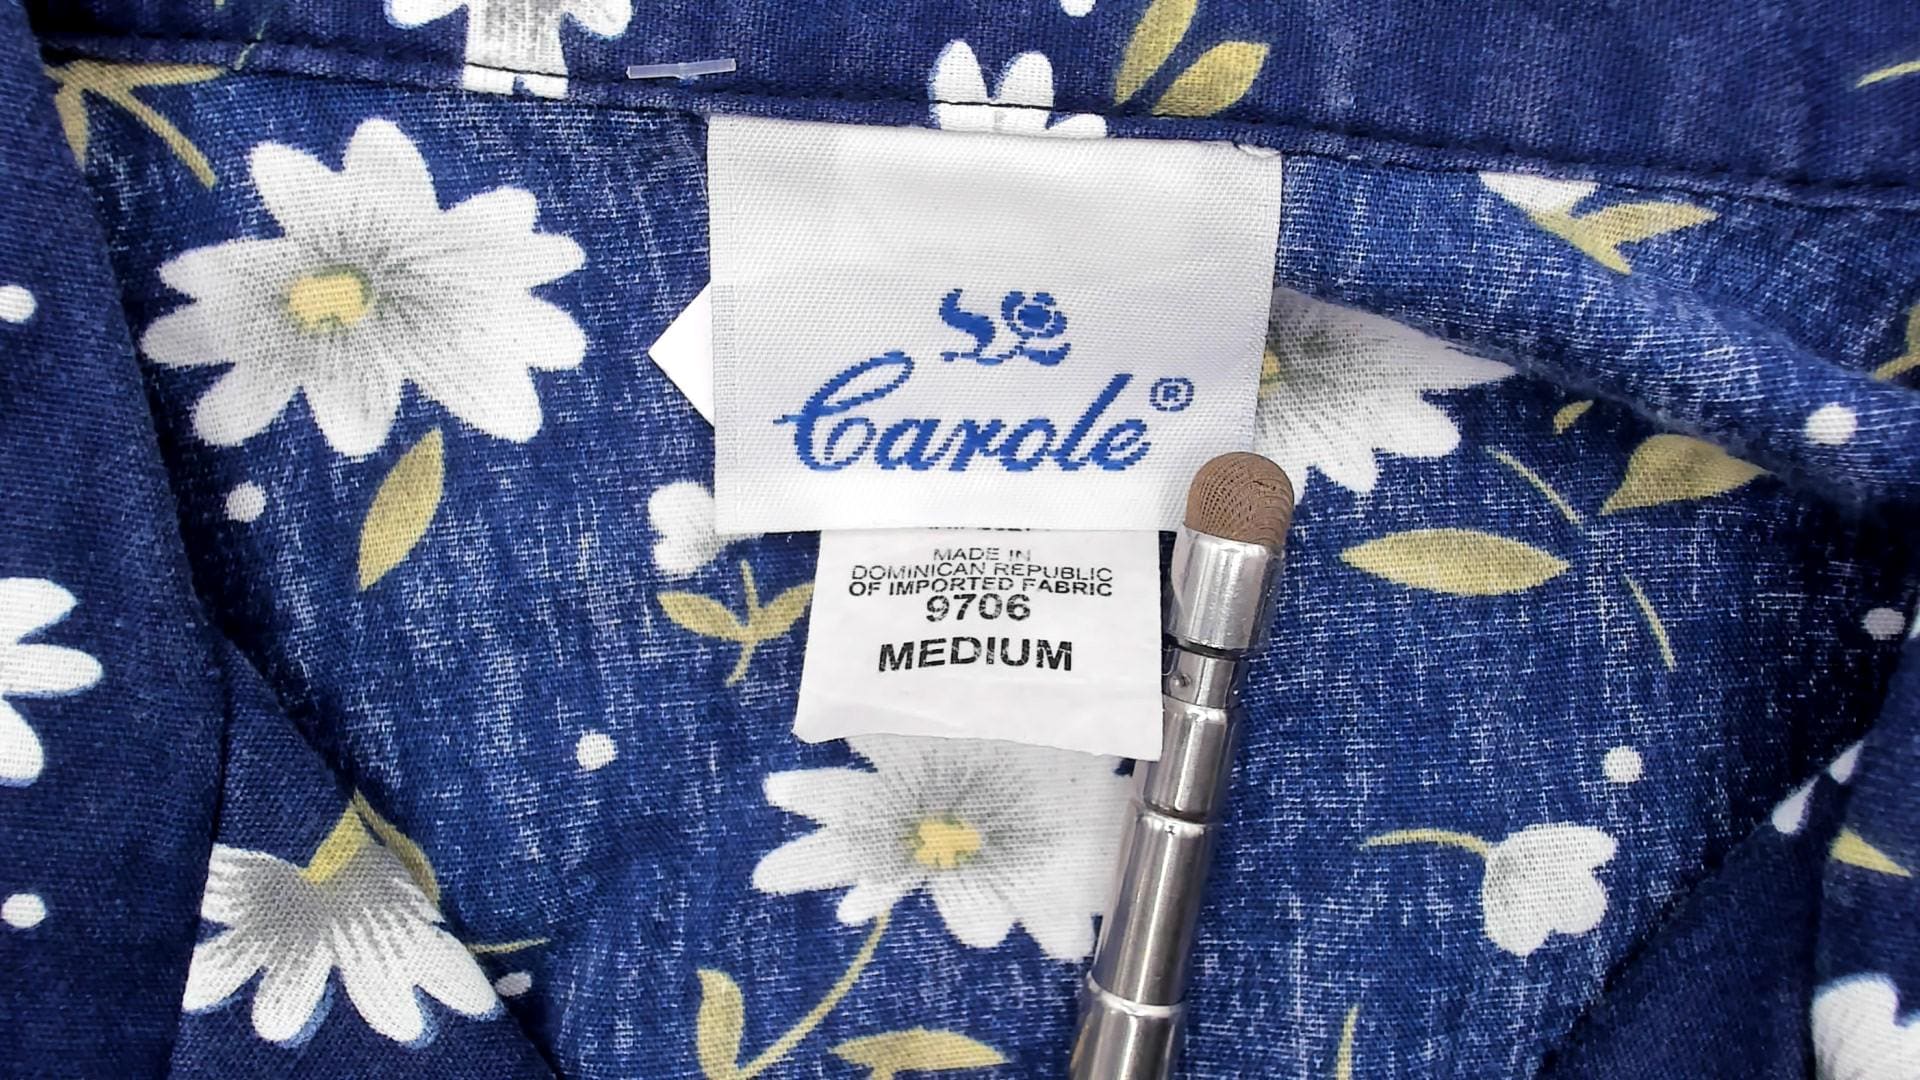 Carole®
MADE IN
DOMINICAN REPUBLIC
OF IMPORTED FABRIC
9706
MEDIUM